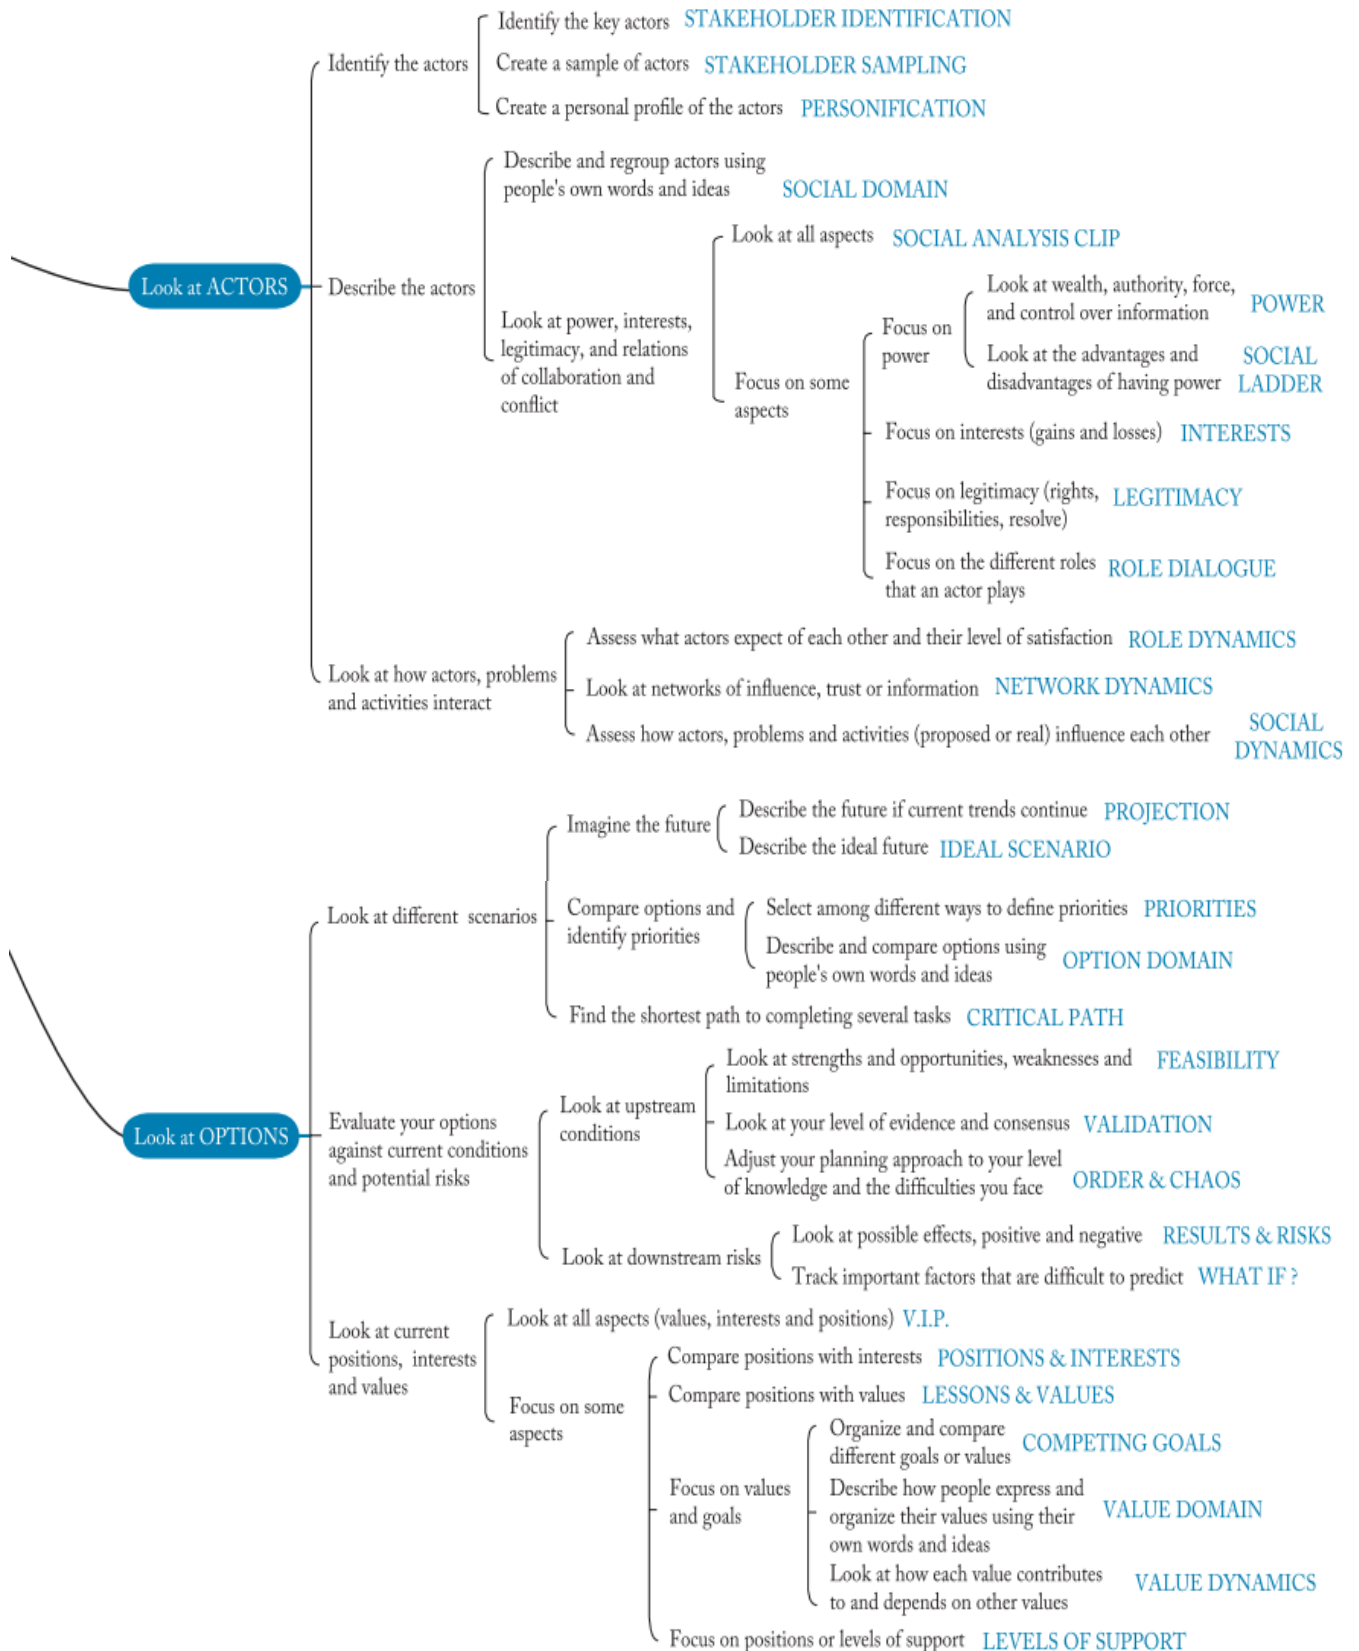 Identify the key actors STAKEHOLDER IDENTIFICATION
Identify the actors
Create a sample of actors STAKEHOLDER SAMPLING
Create a personal profile of the actors PERSONIFICATION
Describe and regroup actors using
people's own words and ideas SOCIAL DOMAIN
Look at all aspects SOCIAL ANALYSIS CLIP
Look at ACTORS
Describe the actors
Look at power, interests,
legitimacy, and relations
of collaboration and
conflict
Focus on some
aspects
Focus on
power
Look at wealth, authority, force,
and control over information
POWER
Look at the advantages and
disadvantages of having power
SOCIAL
LADDER
Focus on interests (gains and losses) INTERESTS
Focus on legitimacy (rights,
responsibilities, resolve)
LEGITIMACY
Focus on the different roles
that an actor plays
ROLE DIALOGUE
Look at how actors, problems
and activities interact
Assess what actors expect of each other and their level of satisfaction ROLE DYNAMICS
Look at networks of influence, trust or information NETWORK DYNAMICS
Assess how actors, problems and activities (proposed or real) influence each other
SOCIAL
DYNAMICS
Look at OPTIONS
Look at different scenarios
Imagine the future
Describe the future if current trends continue PROJECTION
Describe the ideal future IDEAL SCENARIO
Compare options and
identify priorities
Select among different ways to define priorities PRIORITIES
Describe and compare options using
people's own words and ideas
OPTION DOMAIN
Find the shortest path to completing several tasks CRITICAL PATH
Evaluate your options
against current conditions
and potential risks
Look at upstream
conditions
Look at strengths and opportunities, weaknesses and
limitations
FEASIBILITY
Look at your level of evidence and consensus VALIDATION
Adjust your planning approach to your level
of knowledge and the difficulties you face
ORDER & CHAOS
Look at downstream risks
Look at possible effects, positive and negative RESULTS & RISKS
Track important factors that are difficult to predict WHAT IF ?
Look at current
positions, interests
and values
Look at all aspects (values, interests and positions) V.I.P.
Focus on some
aspects
Compare positions with interests POSITIONS & INTERESTS
Compare positions with values LESSONS & VALUES
Focus on values
and goals
Organize and compare
different goals or values
COMPETING GOALS
Describe how people express and
organize their values using their
own words and ideas
VALUE DOMAIN
Look at how each value contributes
to and depends on other values
VALUE DYNAMICS
Focus on positions or levels of support LEVELS OF SUPPORT